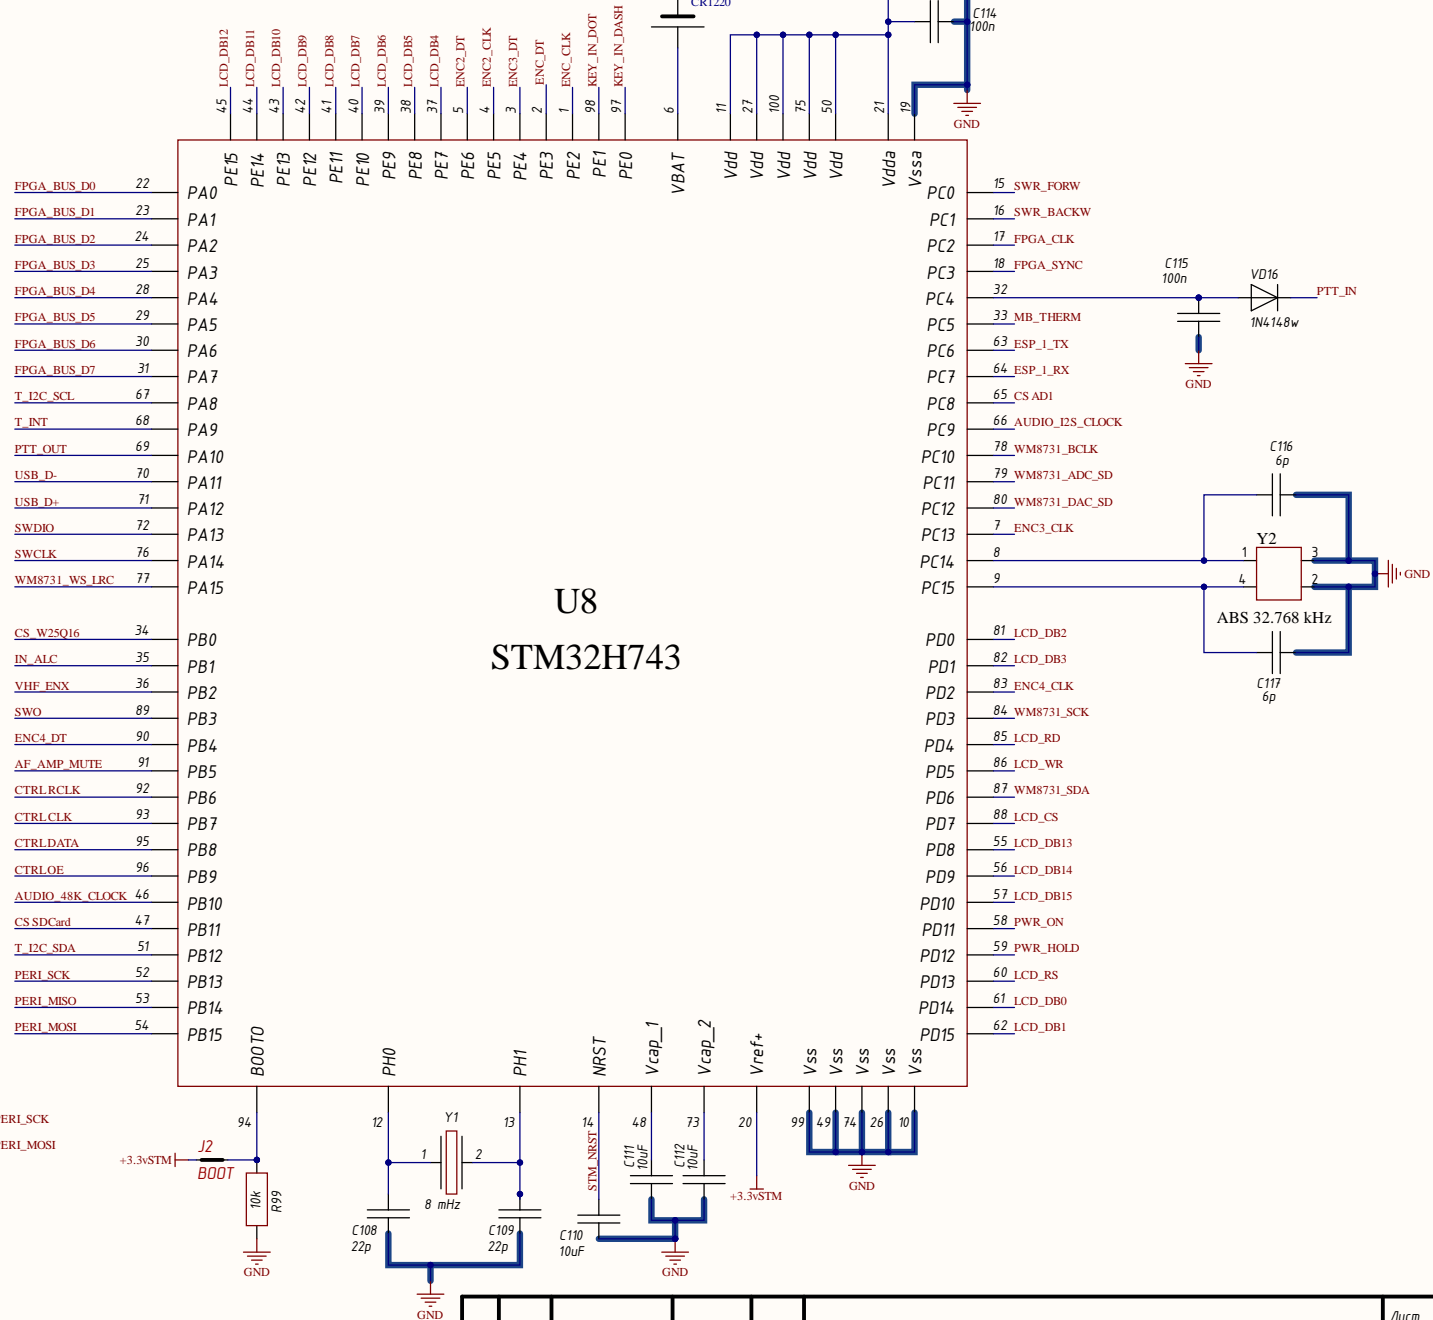 CR1220
C114
100n
LCD_DB12
LCD_DB11
LCD_DB10
LCD_DB9
LCD_DB8
LCD_DB7
LCD_DB6
LCD_DB5
LCD_DB4
ENC2_DT
ENC2_CLK
ENC3_DT
ENC_DT
ENC_CLK
KEY_IN_DOT
KEY_IN_DASH
45 44 43 42 41 40 39 38 37 5 4 3 2 1 98 97 6 11 27 100 75 50 21 19
GND
PE15 PE14 PE13 PE12 PE11 PE10 PE9 PE8 PE7 PE6 PE5 PE4 PE3 PE2 PE1 PE0 VBAT Vdd Vdd Vdd Vdd Vdd Vdda Vssa
FPGA_BUS_D0 22 PA0
FPGA_BUS_D1 23 PA1
FPGA_BUS_D2 24 PA2
FPGA_BUS_D3 25 PA3
FPGA_BUS_D4 28 PA4
FPGA_BUS_D5 29 PA5
FPGA_BUS_D6 30 PA6
FPGA_BUS_D7 31 PA7
T_I2C_SCL 67 PA8
T_INT 68 PA9
PTT_OUT 69 PA10
USB_D- 70 PA11
USB_D+ 71 PA12
SWDIO 72 PA13
SWCLK 76 PA14
WM8731_WS_LRC 77 PA15
CS_W25Q16 34 PB0
IN_ALC 35 PB1
VHF_ENX 36 PB2
SWO 89 PB3
ENC4_DT 90 PB4
AF_AMP_MUTE 91 PB5
CTRL RCLK 92 PB6
CTRL CLK 93 PB7
CTRL DATA 95 PB8
CTRL OE 96 PB9
AUDIO_48K_CLOCK 46 PB10
CS SDCard 47 PB11
T_I2C_SDA 51 PB12
PERI_SCK 52 PB13
PERI_MISO 53 PB14
PERI_MOSI 54 PB15
U8
STM32H743
PC0 15 SWR_FORW
PC1 16 SWR_BACKW
PC2 17 FPGA_CLK
PC3 18 FPGA_SYNC
PC4 32
PC5 33 MB_THERM
PC6 63 ESP_1_TX
PC7 64 ESP_1_RX
PC8 65 CS AD1
PC9 66 AUDIO_I2S_CLOCK
PC10 78 WM8731_BCLK
PC11 79 WM8731_ADC_SD
PC12 80 WM8731_DAC_SD
PC13 7 ENC3_CLK
PC14 8
PC15 9
PD0 81 LCD_DB2
PD1 82 LCD_DB3
PD2 83 ENC4_CLK
PD3 84 WM8731_SCK
PD4 85 LCD_RD
PD5 86 LCD_WR
PD6 87 WM8731_SDA
PD7 88 LCD_CS
PD8 55 LCD_DB13
PD9 56 LCD_DB14
PD10 57 LCD_DB15
PD11 58 PWR_ON
PD12 59 PWR_HOLD
PD13 60 LCD_RS
PD14 61 LCD_DB0
PD15 62 LCD_DB1
C115
100n
VD16
PTT_IN
1N4148w
GND
C116
6p
Y2
1 3
4 2
GND
ABS 32.768 kHz
C117
6p
BOOT0 PH0 PH1 NRST Vcap_1 Vcap_2 Vref+ Vss Vss Vss Vss Vss
94 12 13 14 48 73 20 99 49 74 26 10
ERI_SCK
ERI_MOSI
+3.3vSTM
J2
BOOT
10k
R99
GND
Y1
1 2
8 mHz
C108
22p
C109
22p
GND
STM_NRST
C110
10uF
C111
10uF
C112
10uF
GND
+3.3vSTM
GND
Лист